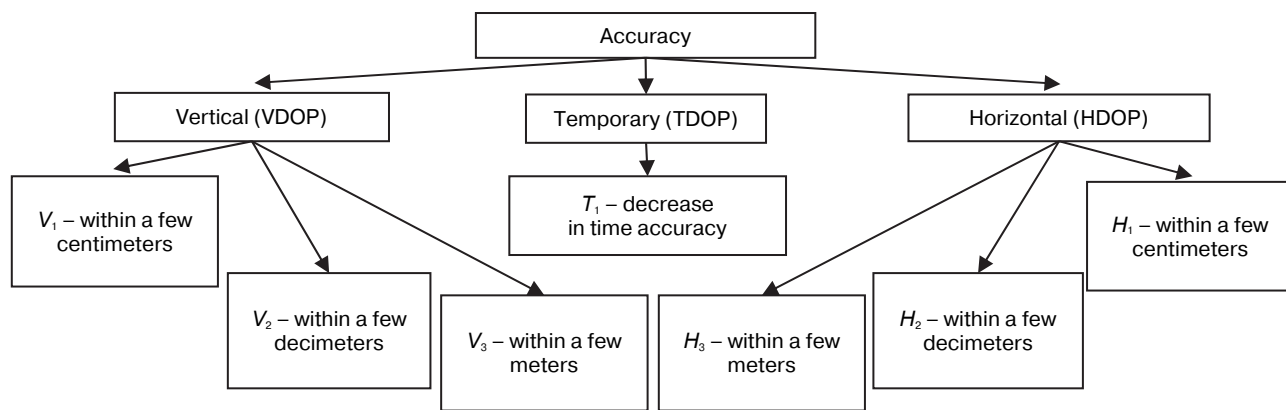 Accuracy
Vertical (VDOP)
Temporary (TDOP)
Horizontal (HDOP)
V₁ – within a few
centimeters
T₁ – decrease
in time accuracy
H₁ – within a few
centimeters
V₂ – within a few
decimeters
V₃ – within a few
meters
H₃ – within a few
meters
H₂ – within a few
decimeters